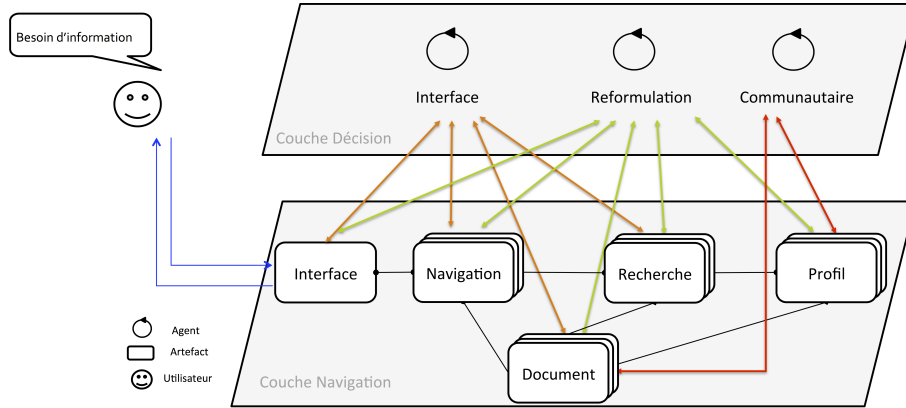 Besoin d'information
Interface
Reformulation
Communautaire
Couche Décision
Interface
Navigation
Recherche
Profil
Document
Agent
Artefact
Utilisateur
Couche Navigation